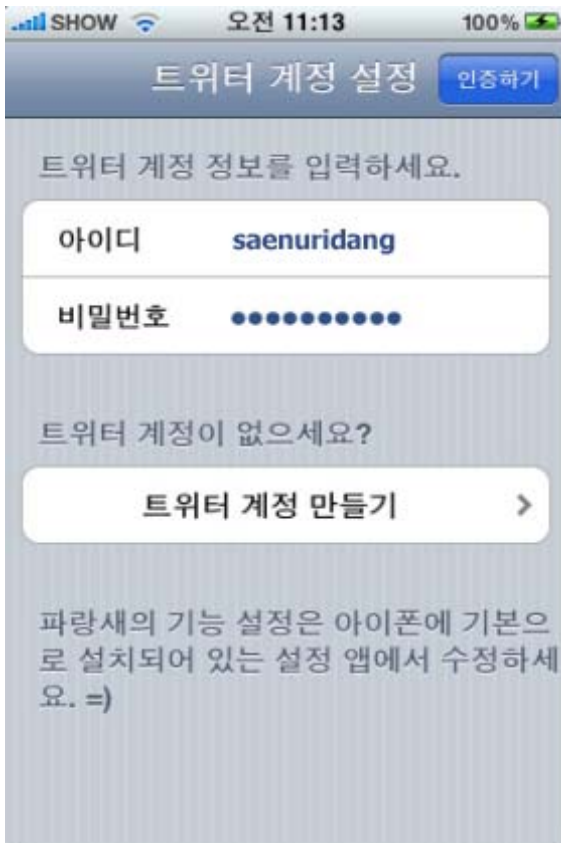 SHOW 오전 11:13 100%
트위터 계정 설정 인증하기
트위터 계정 정보를 입력하세요.
아이디 saenuridang
비밀번호 ●●●●●●●●●●
트위터 계정이 없으세요?
트위터 계정 만들기 >
파랑새의 기능 설정은 아이폰에 기본으
로 설치되어 있는 설정 앱에서 수정하세
요. =)